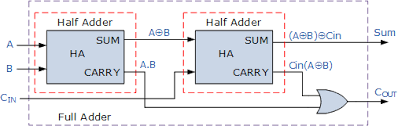 Half Adder
Half Adder
A
SUM
A⊕B
SUM
(A⊕B)⊕Cin
Sum
HA
HA
B
CARRY
A.B
CARRY
Cin(A⊕B)
CIN
COUT
Full Adder